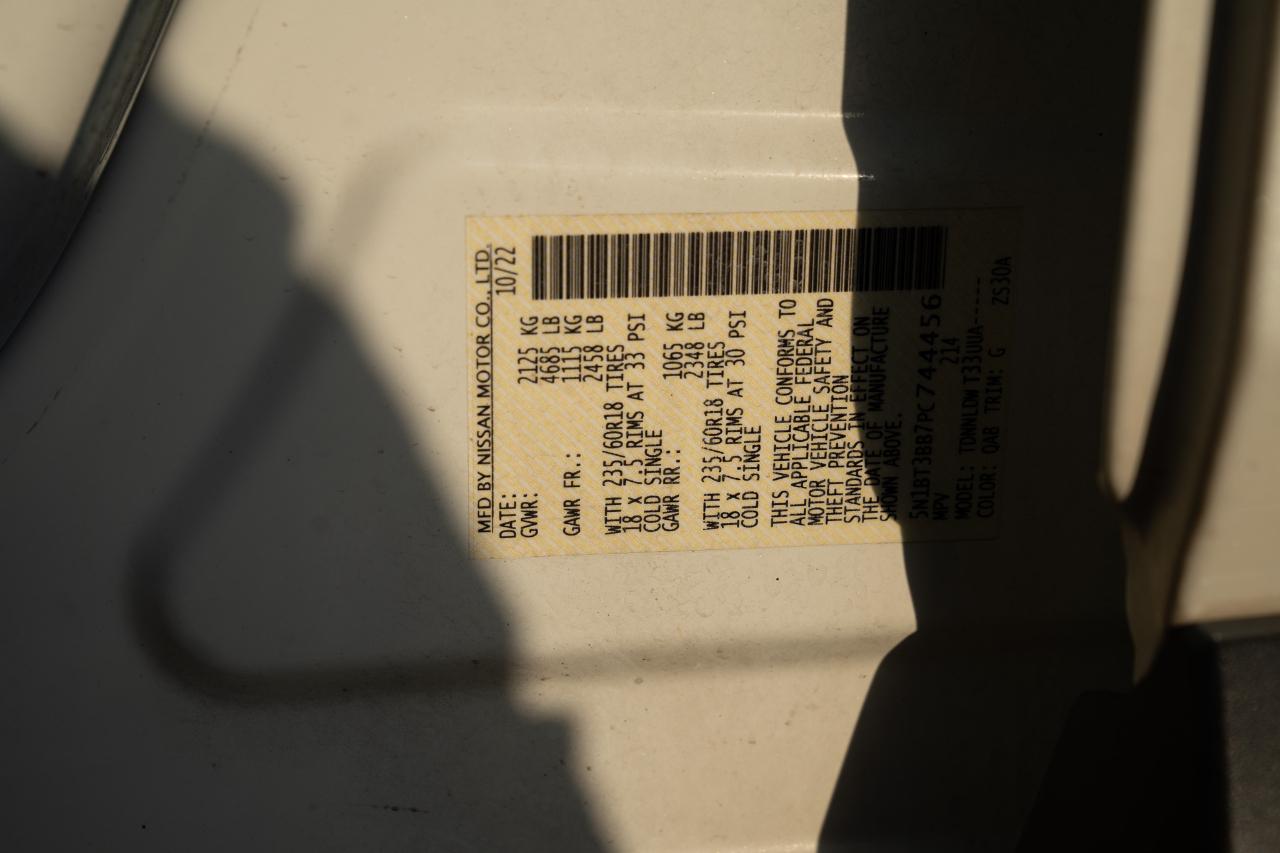 MFD BY NISSAN MOTOR CO., LTD.
DATE: 10/22
GVWR: 2125 KG
4685 LB
GAWR FR.: 1115 KG
2458 LB
WITH 235/60R18 TIRES
18 X 7.5 RIMS AT 33 PSI
COLD SINGLE
GAWR RR.: 1065 KG
2348 LB
WITH 235/60R18 TIRES
18 X 7.5 RIMS AT 30 PSI
COLD SINGLE
THIS VEHICLE CONFORMS TO
ALL APPLICABLE FEDERAL
MOTOR VEHICLE SAFETY AND
THEFT PREVENTION
STANDARDS IN EFFECT ON
THE DATE OF MANUFACTURE
SHOWN ABOVE.
5N1BT3BB7PC744456
MPV 214
MODEL: TDNNLDW T33UUA------
COLOR: QAB TRIM: G ZS30A